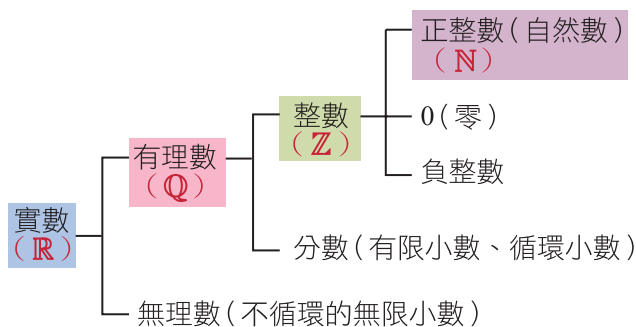 正整數(自然數)
(ℕ)
整數
(ℤ)
0(零)
有理數
(ℚ)
負整數
實數
(ℝ)
分數(有限小數、循環小數)
無理數(不循環的無限小數)